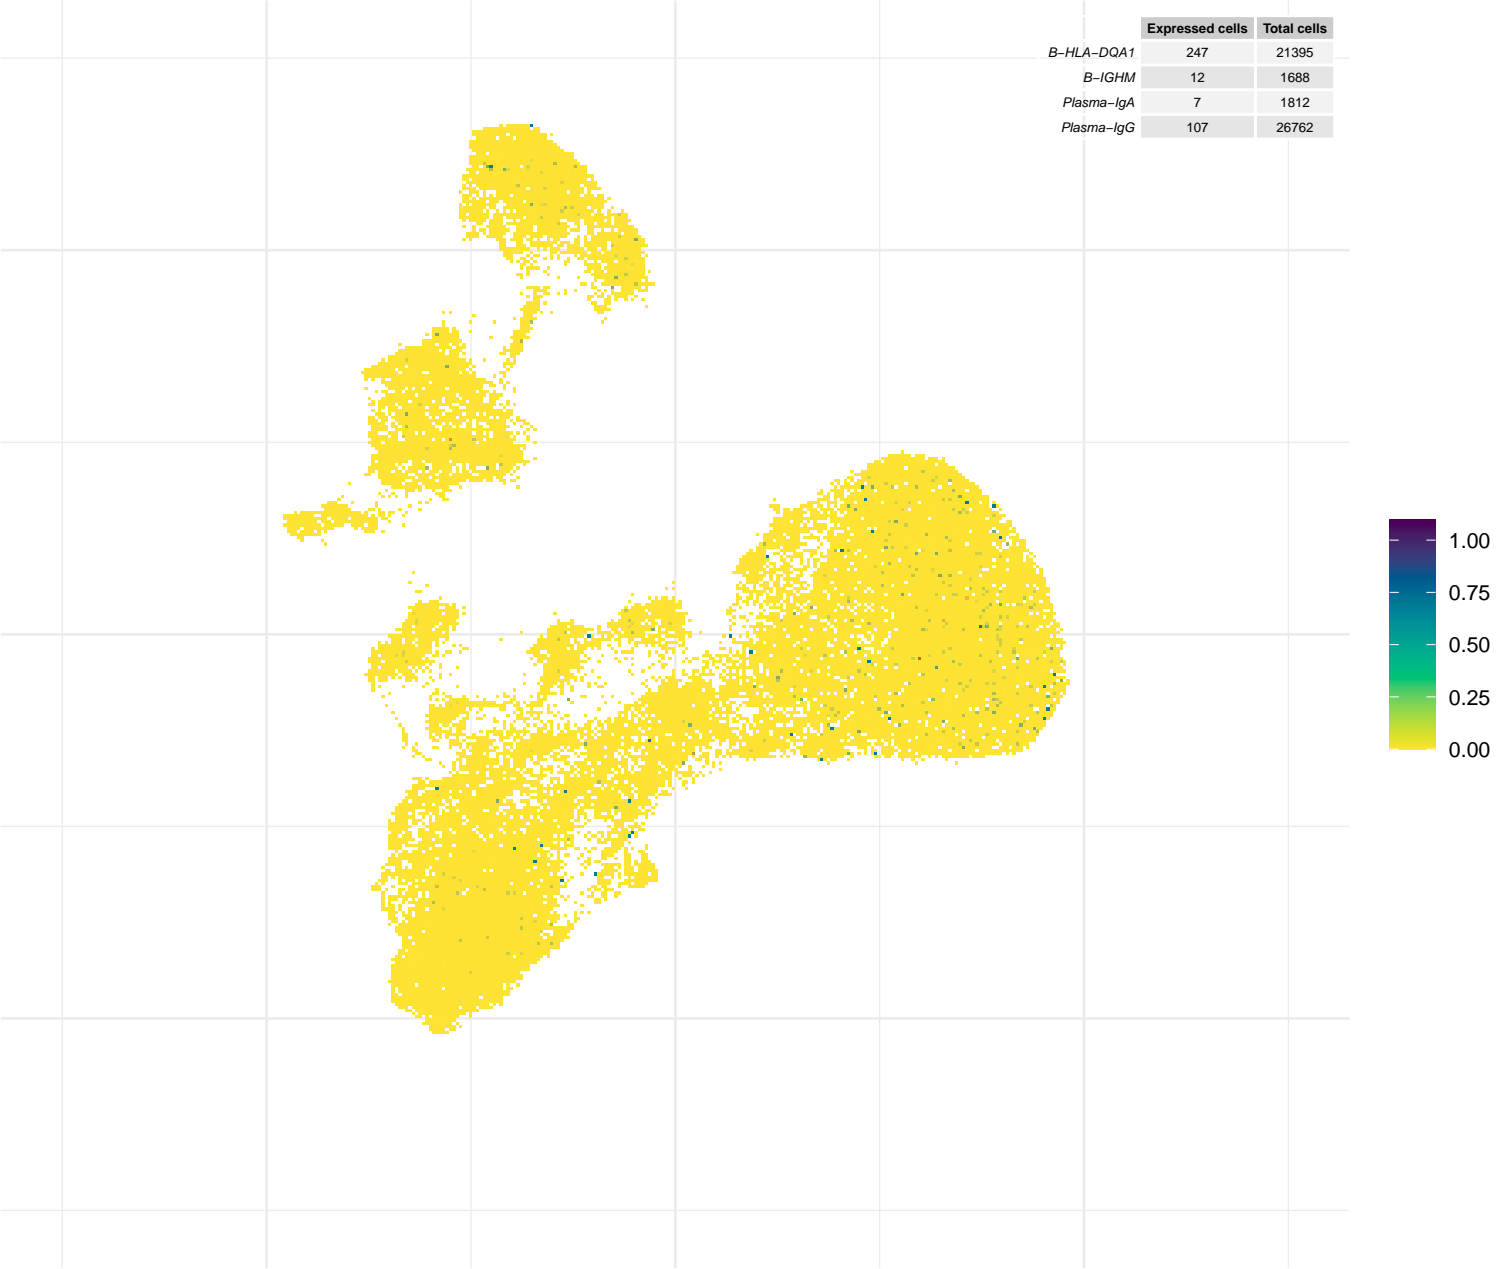 Expressed cells Total cells
B−HLA−DQA1 247 21395
B−IGHM 12 1688
Plasma−IgA 7 1812
Plasma−IgG 107 26762
1.00
0.75
0.50
0.25
0.00